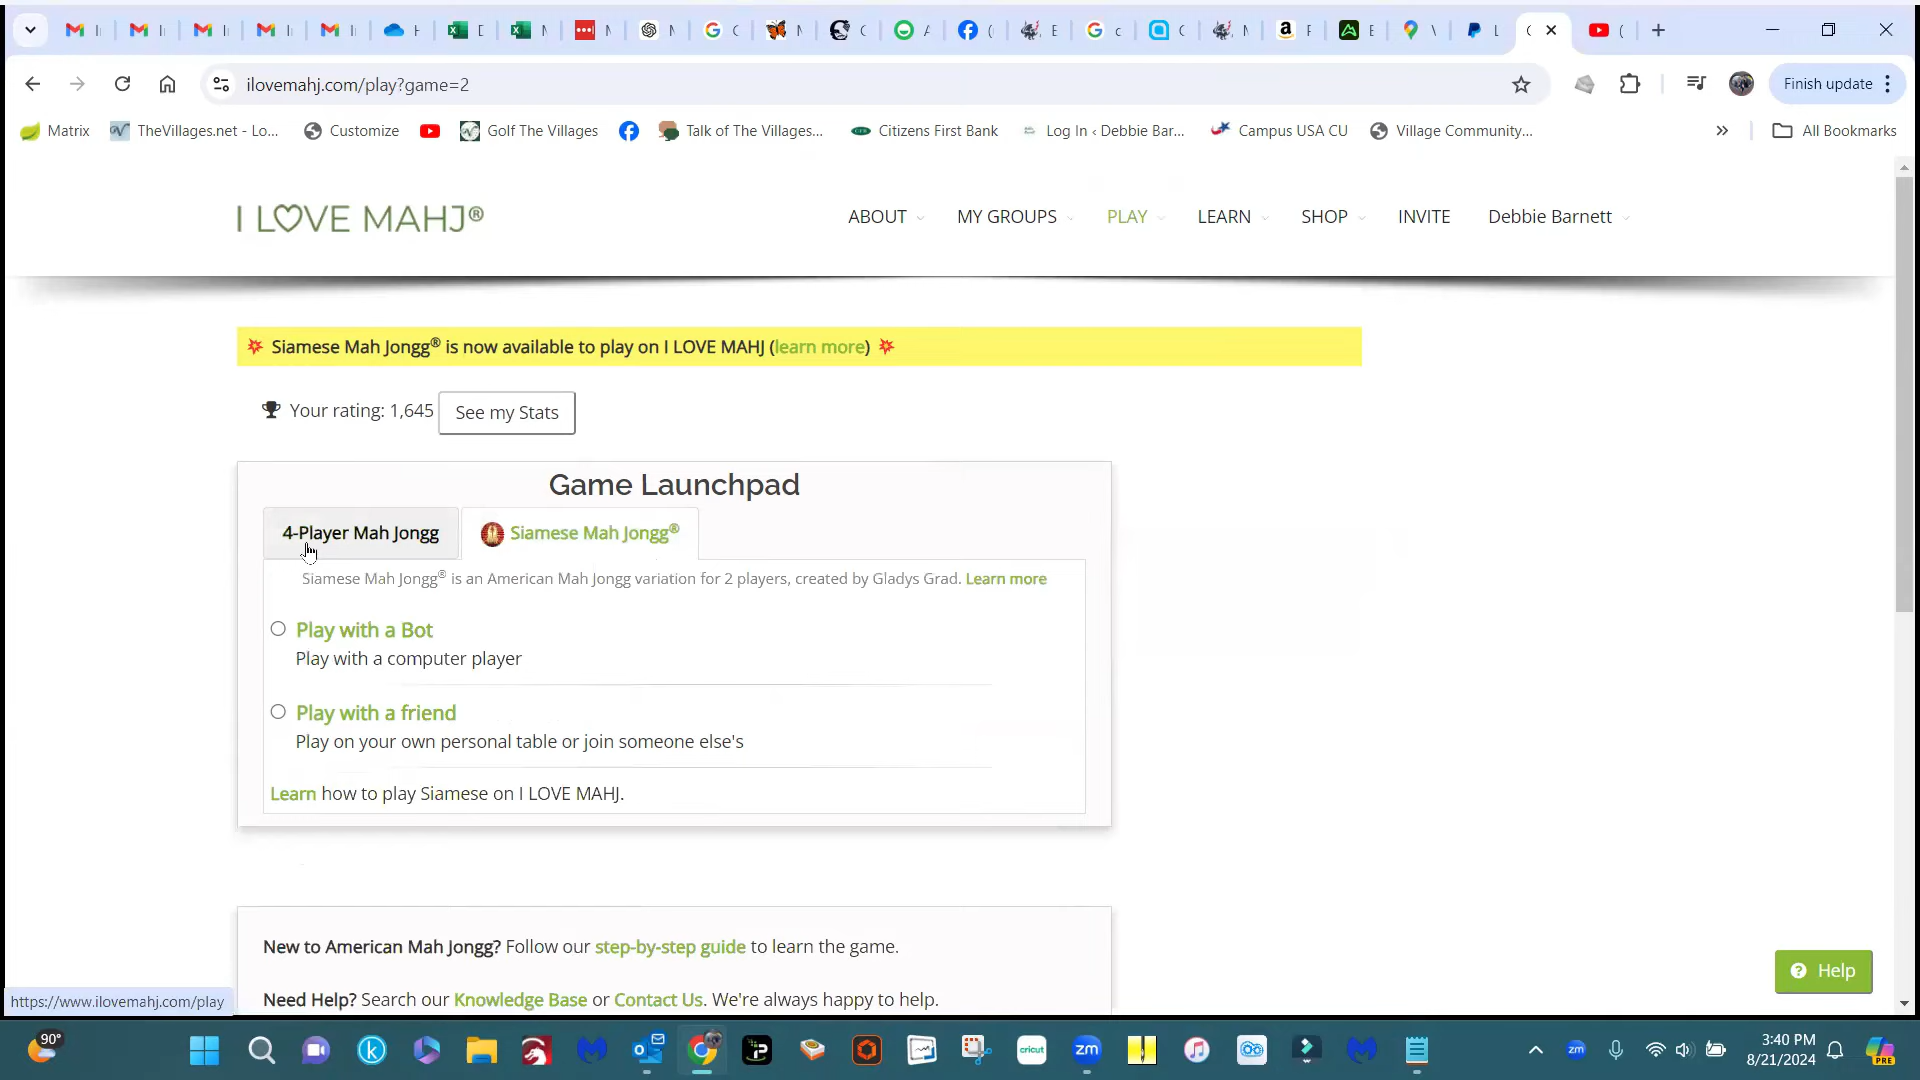 ilovemahj.com/play?game=2
Finish update
Matrix
TheVillages.net - Lo...
Customize
Golf The Villages
Talk of The Villages...
Citizens First Bank
Log In ‹ Debbie Bar...
Campus USA CU
Village Community...
»
All Bookmarks
I LOVE MAHJ®
ABOUT
MY GROUPS
PLAY
LEARN
SHOP
INVITE
Debbie Barnett
Siamese Mah Jongg® is now available to play on I LOVE MAHJ (learn more)
Your rating: 1,645
See my Stats
Game Launchpad
4-Player Mah Jongg
Siamese Mah Jongg®
Siamese Mah Jongg® is an American Mah Jongg variation for 2 players, created by Gladys Grad. Learn more
Play with a Bot
Play with a computer player
Play with a friend
Play on your own personal table or join someone else's
Learn how to play Siamese on I LOVE MAHJ.
New to American Mah Jongg? Follow our step-by-step guide to learn the game.
Need Help? Search our Knowledge Base or Contact Us. We're always happy to help.
Help
https://www.ilovemahj.com/play
90°
cricut
zm
zm
3:40 PM
8/21/2024
PRE